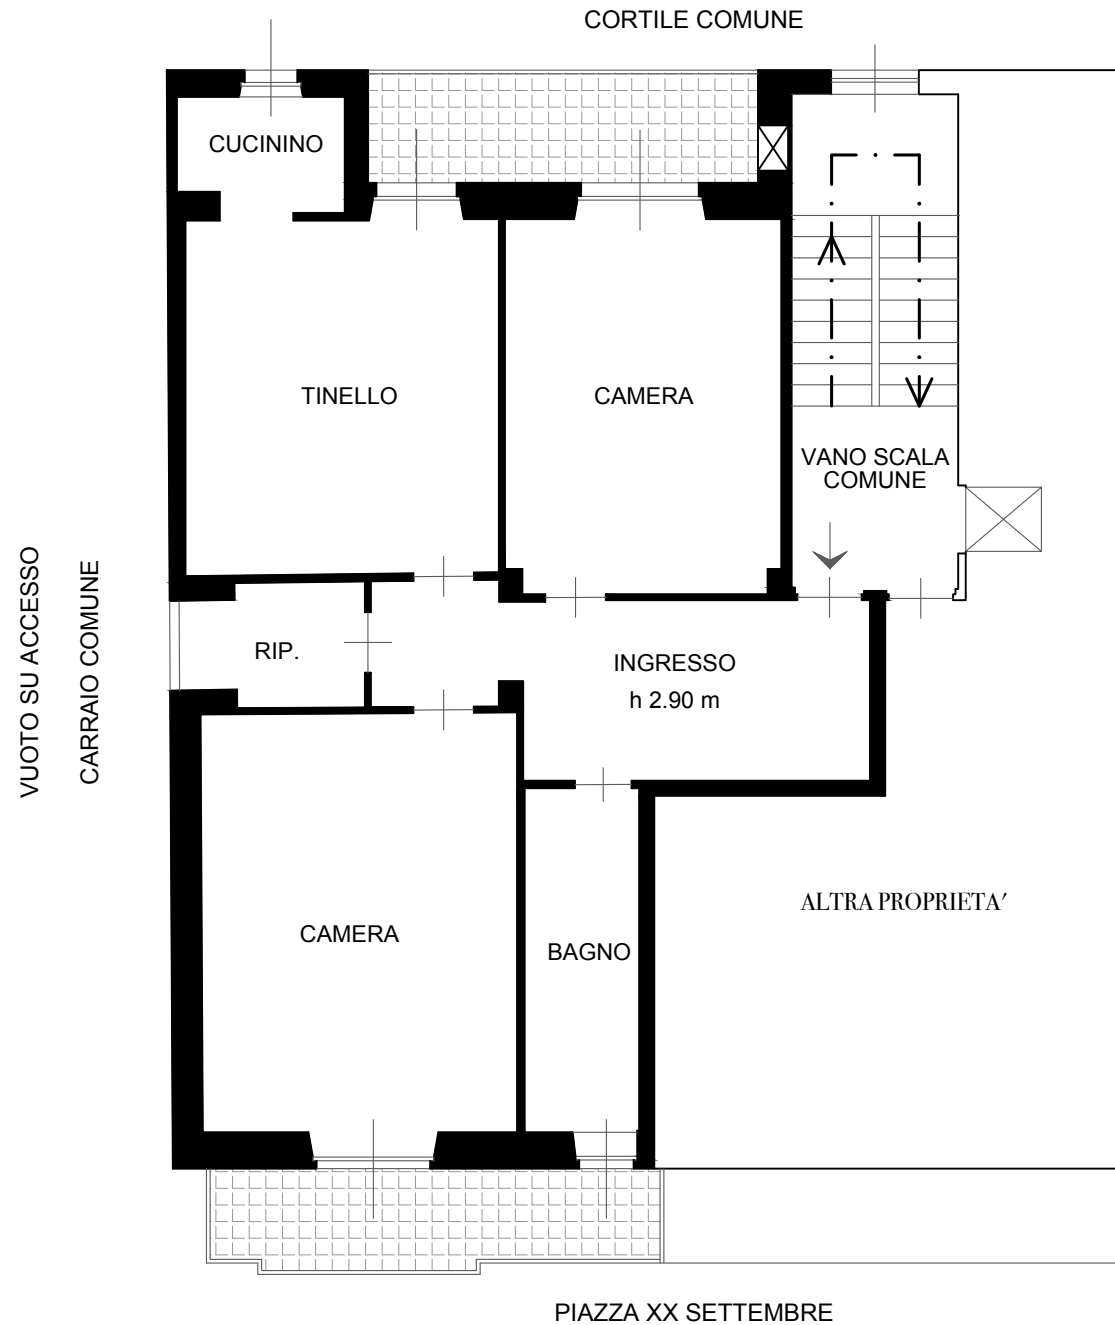 CORTILE COMUNE
CUCININO
TINELLO
CAMERA
VANO SCALA
COMUNE
VUOTO SU ACCESSO
CARRAIO COMUNE
RIP.
INGRESSO
h 2.90 m
ALTRA PROPRIETA'
CAMERA
BAGNO
PIAZZA XX SETTEMBRE